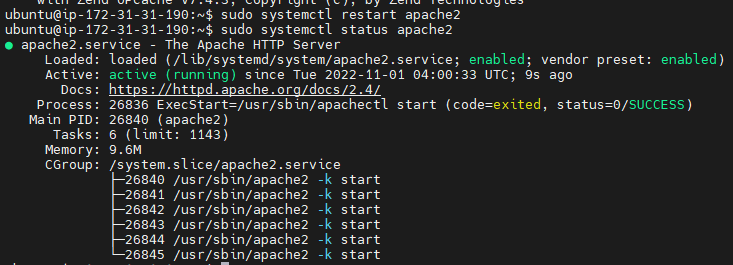 with Zend OPcache v7.4.3, Copyright (c), by Zend Technologies
ubuntu@ip-172-31-31-190:~$ sudo systemctl restart apache2
ubuntu@ip-172-31-31-190:~$ sudo systemctl status apache2
● apache2.service - The Apache HTTP Server
Loaded: loaded (/lib/systemd/system/apache2.service; enabled; vendor preset: enabled)
Active: active (running) since Tue 2022-11-01 04:00:33 UTC; 9s ago
Docs: https://httpd.apache.org/docs/2.4/
Process: 26836 ExecStart=/usr/sbin/apachectl start (code=exited, status=0/SUCCESS)
Main PID: 26840 (apache2)
Tasks: 6 (limit: 1143)
Memory: 9.6M
CGroup: /system.slice/apache2.service
├─26840 /usr/sbin/apache2 -k start
├─26841 /usr/sbin/apache2 -k start
├─26842 /usr/sbin/apache2 -k start
├─26843 /usr/sbin/apache2 -k start
├─26844 /usr/sbin/apache2 -k start
└─26845 /usr/sbin/apache2 -k start
ubuntu@ip-172-31-31-190:~$